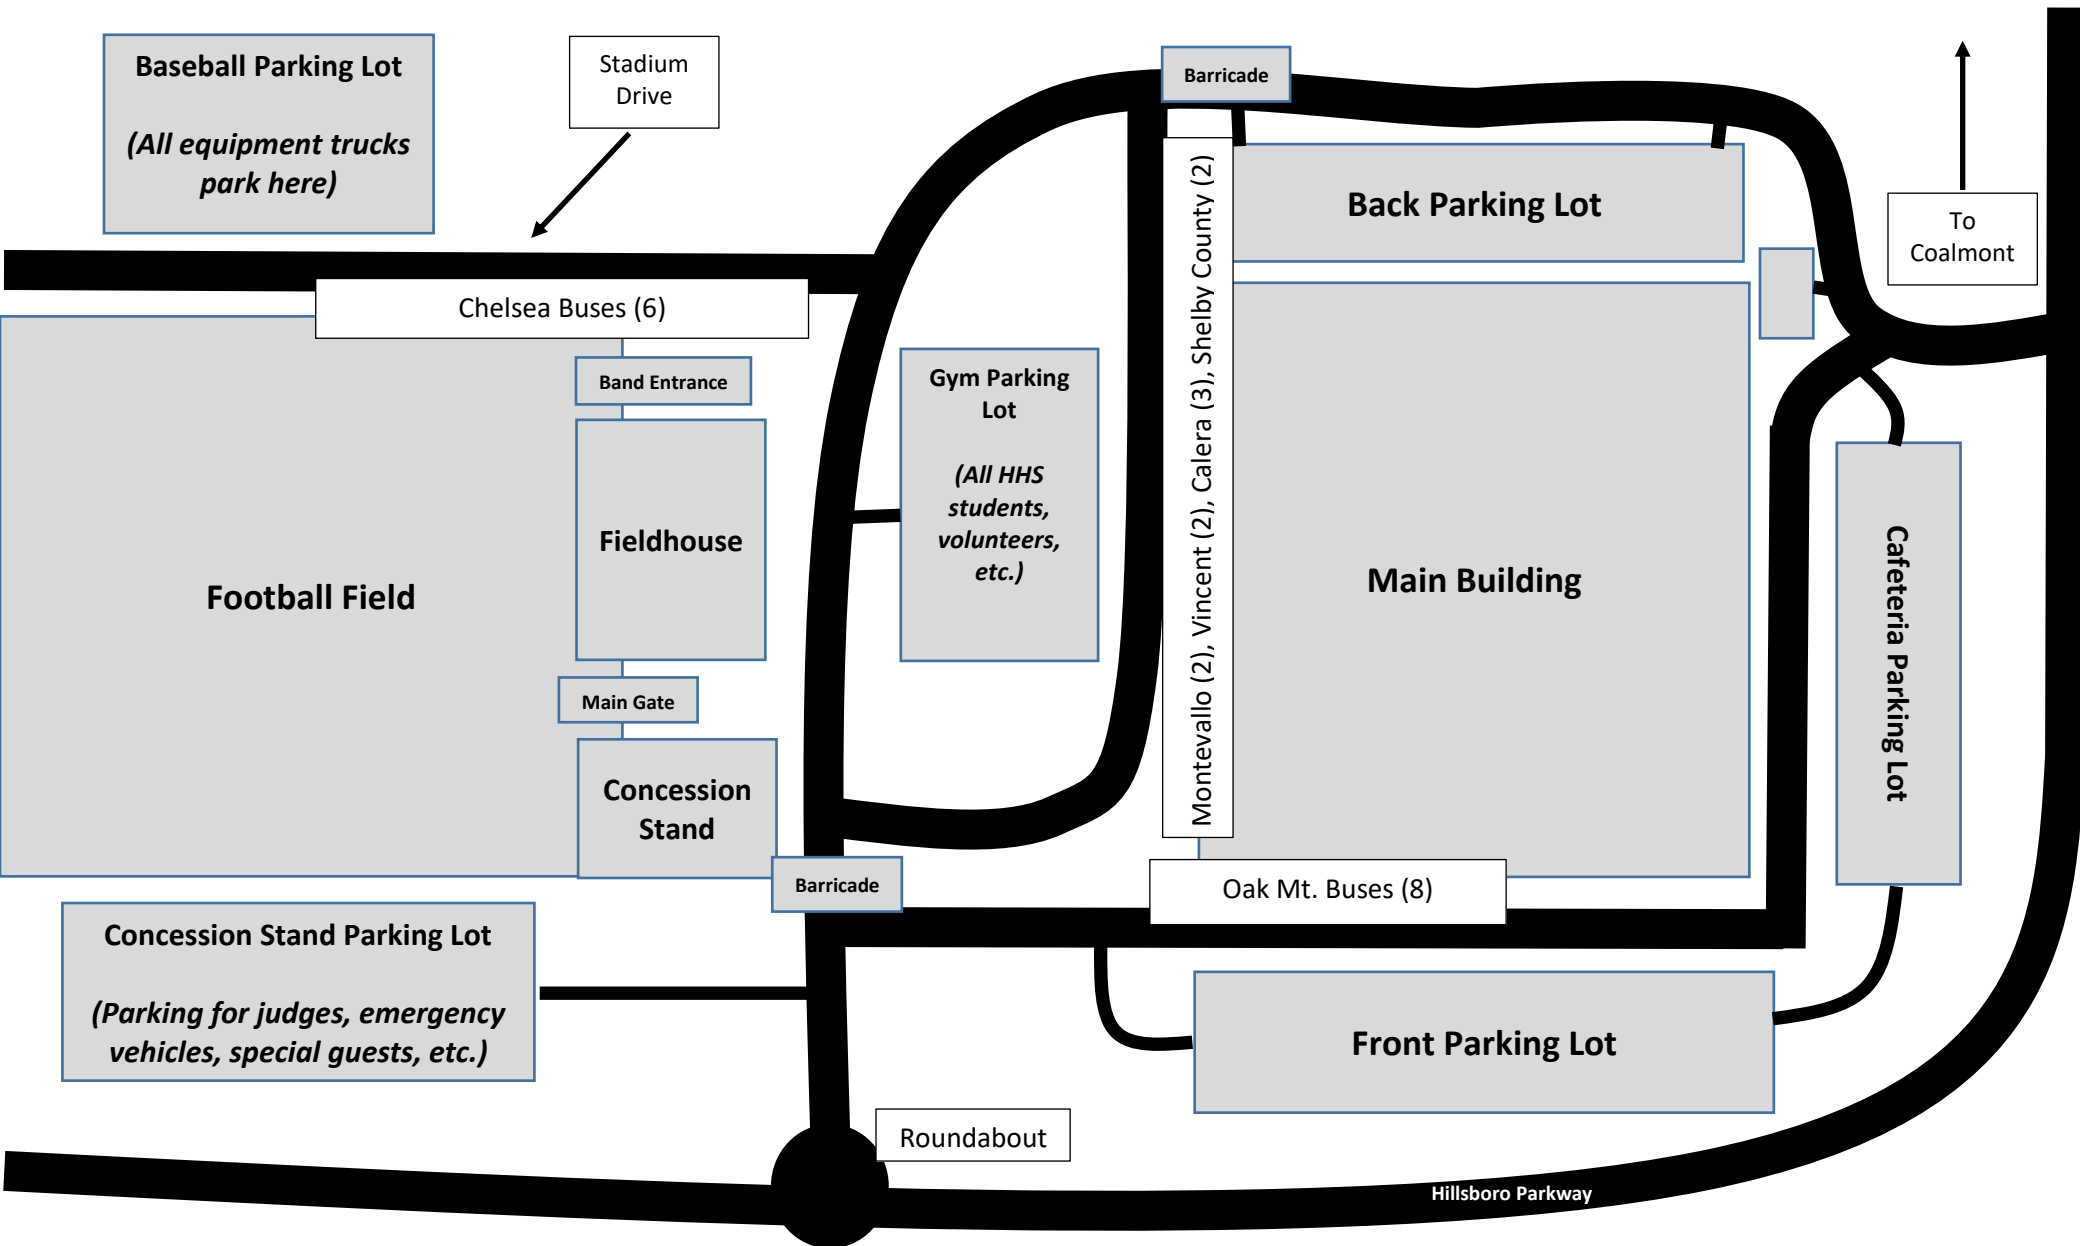 Baseball Parking Lot
(All equipment trucks
park here)
Stadium
Drive
Barricade
Back Parking Lot
To
Coalmont
Chelsea Buses (6)
Band Entrance
Gym Parking
Lot
(All HHS
students,
volunteers,
etc.)
Montevallo (2), Vincent (2), Calera (3), Shelby County (2)
Fieldhouse
Football Field
Main Building
Cafeteria Parking Lot
Main Gate
Concession
Stand
Barricade
Oak Mt. Buses (8)
Concession Stand Parking Lot
(Parking for judges, emergency
vehicles, special guests, etc.)
Front Parking Lot
Roundabout
Hillsboro Parkway